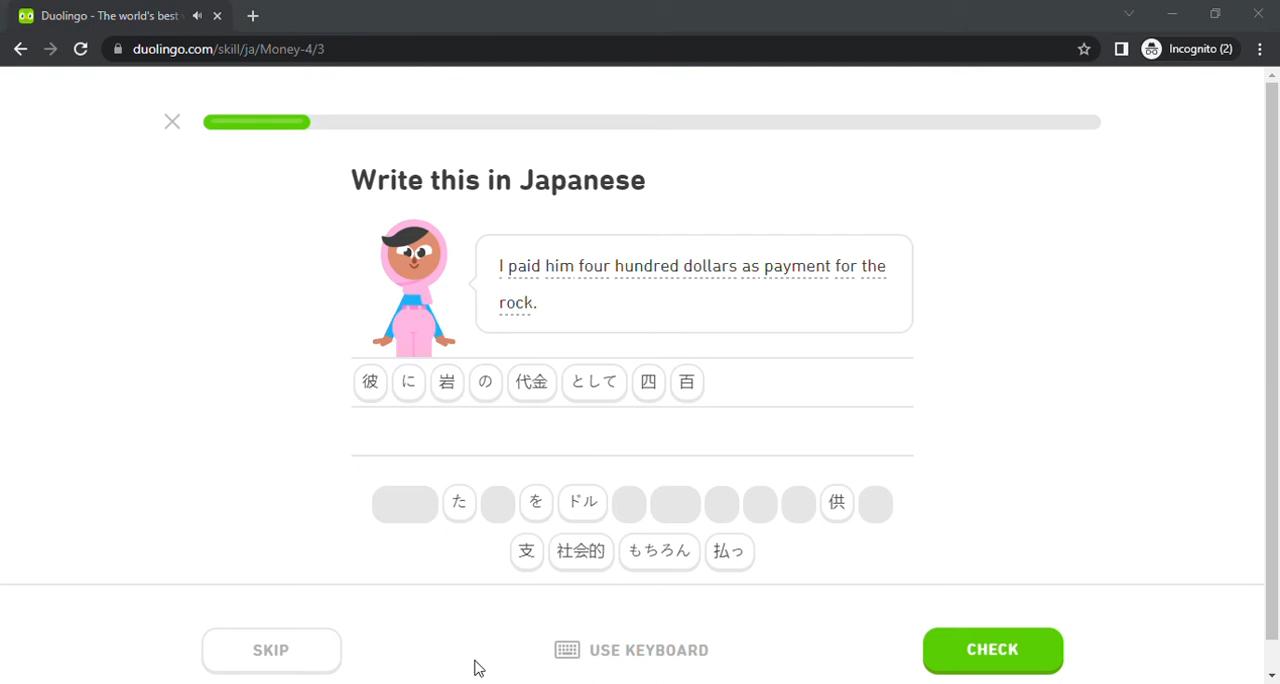 Duolingo - The world's best
duolingo.com/skill/ja/Money-4/3
Incognito (2)
Write this in Japanese
I paid him four hundred dollars as payment for the
rock.
彼 に 岩 の 代金 として 四 百
た を ドル 供
支 社会的 もちろん 払っ
SKIP USE KEYBOARD CHECK